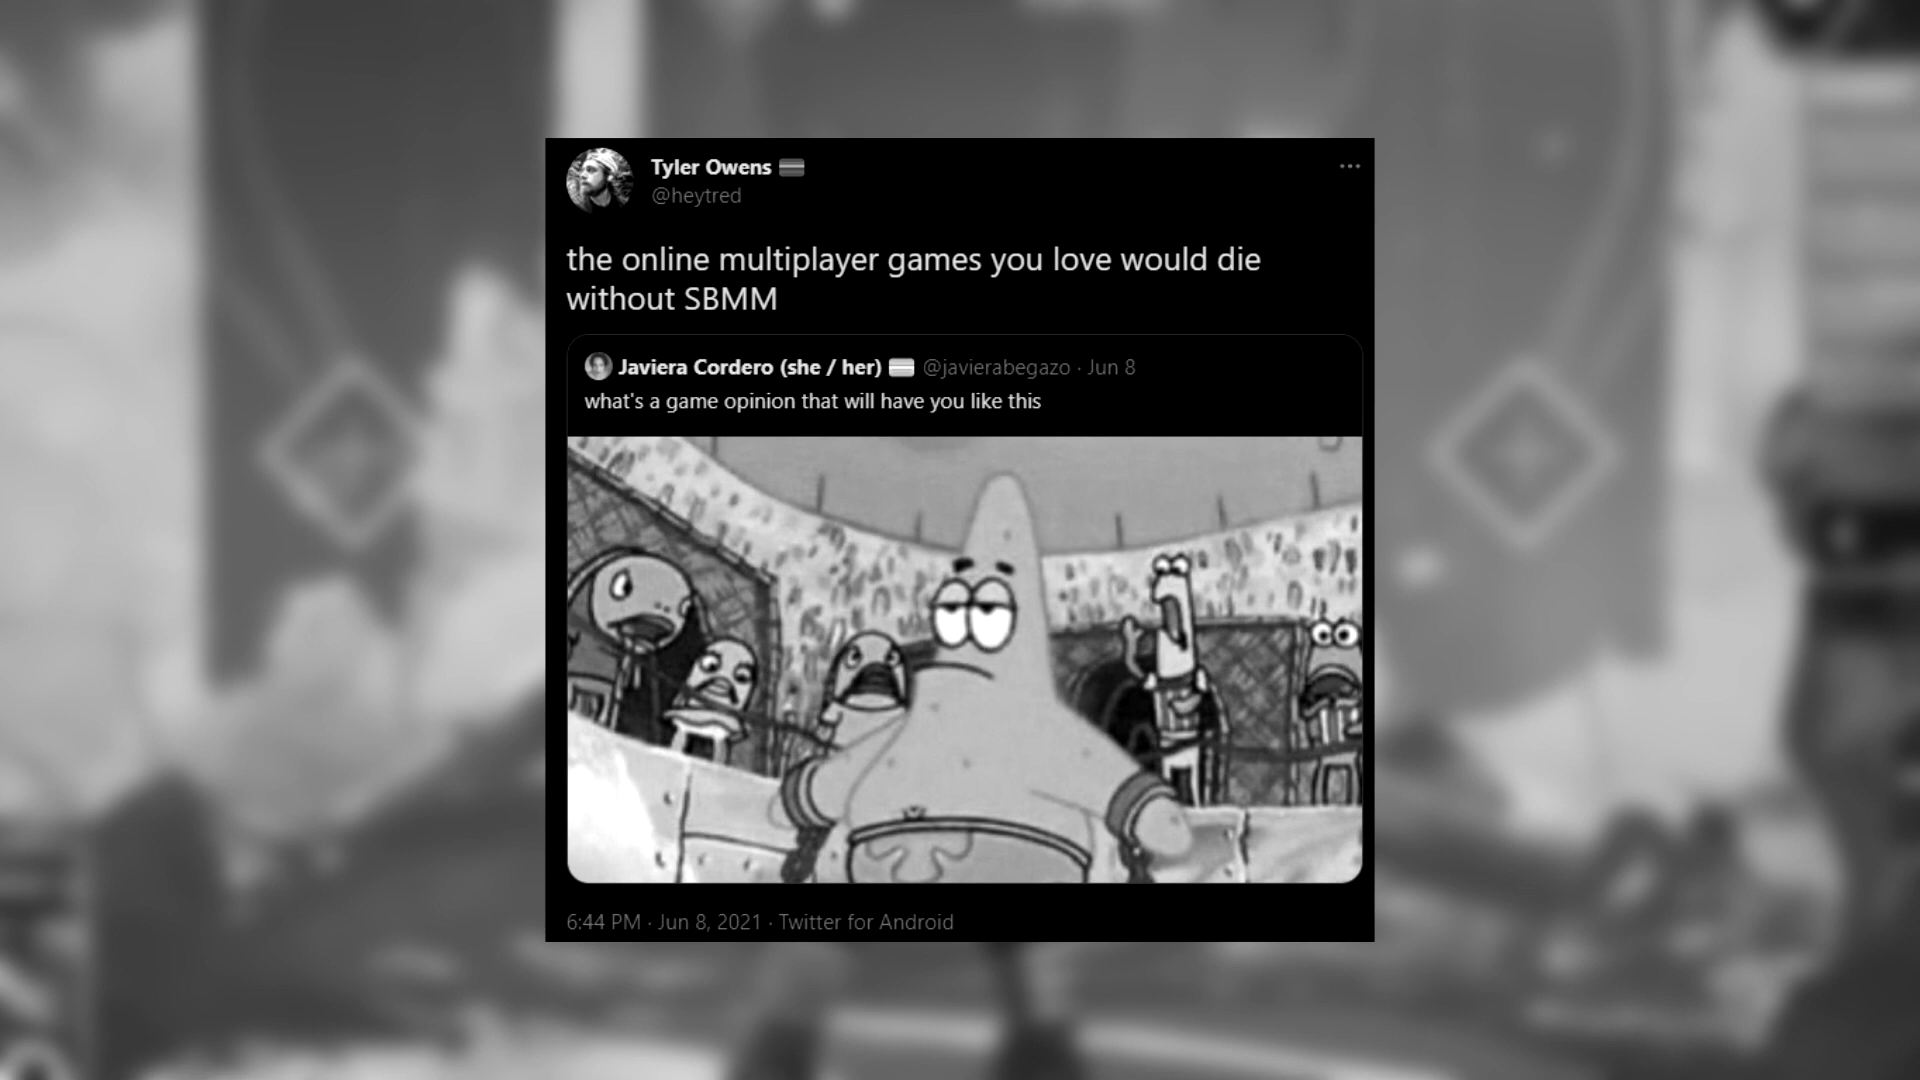 Tyler Owens
@heytred
the online multiplayer games you love would die
without SBMM
Javiera Cordero (she / her) @javierabegazo · Jun 8
what's a game opinion that will have you like this
6:44 PM · Jun 8, 2021 · Twitter for Android